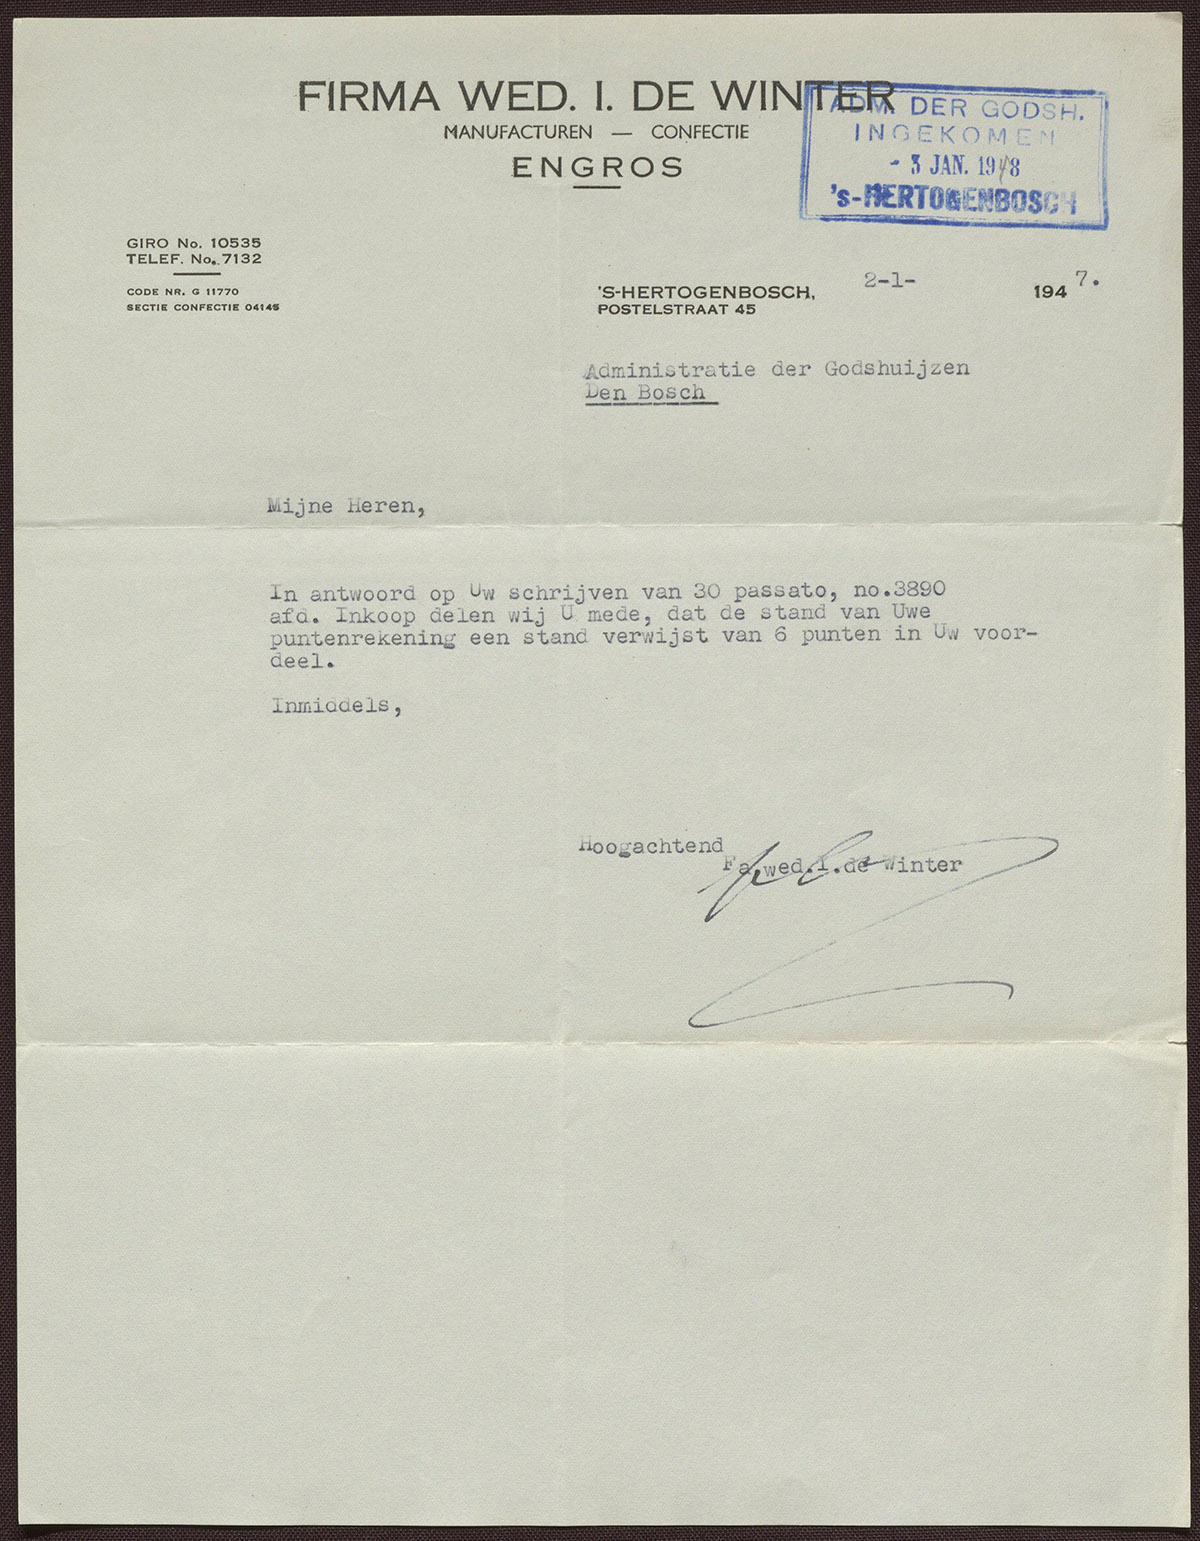 FIRMA WED. I. DE WINTER
MANUFACTUREN — CONFECTIE
ENGROS
ADM. DER GODSH.
INGEKOMEN
- 3 JAN. 1948
's-HERTOGENBOSCH
GIRO No. 10535
TELEF. No. 7132
CODE NR. G 11770
SECTIE CONFECTIE 04145
'S-HERTOGENBOSCH, 2-1- 1947.
POSTELSTRAAT 45
Administratie der Godshuijzen
Den Bosch
Mijne Heren,
In antwoord op Uw schrijven van 30 passato, no.3890
afd. Inkoop delen wij U mede, dat de stand van Uwe
puntenrekening een stand verwijst van 6 punten in Uw voor-
deel.
Inmiddels,
Hoogachtend
Fa.wed.I.de Winter